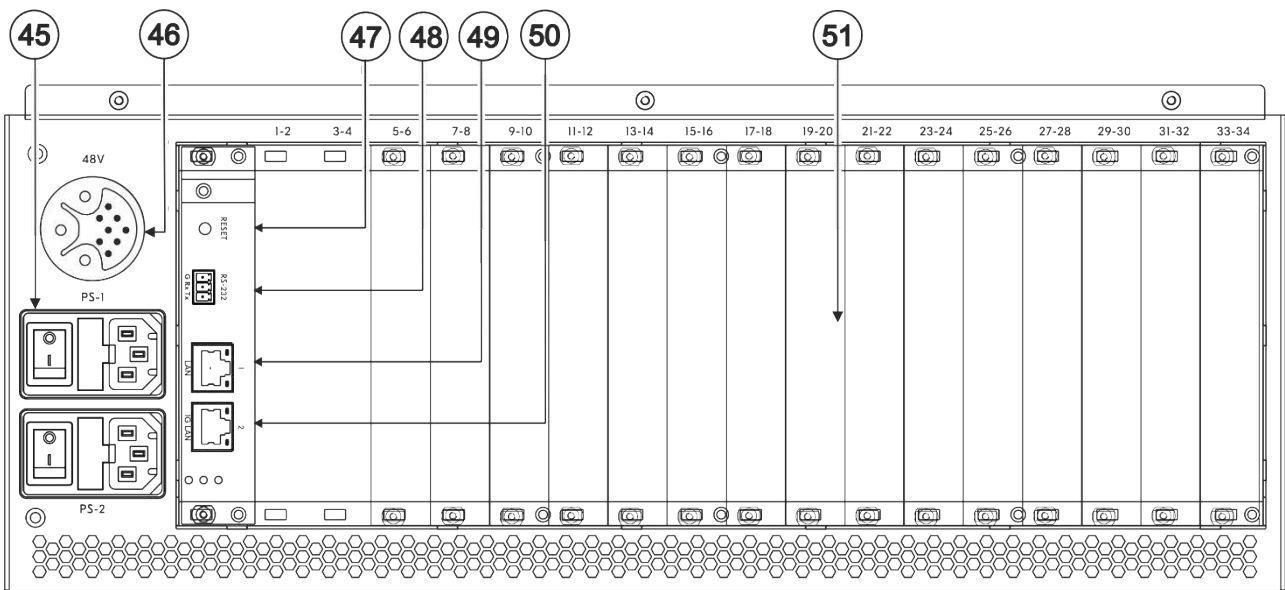 45 46 47 48 49 50 51
1-2 3-4 5-6 7-8 9-10 11-12 13-14 15-16 17-18 19-20 21-22 23-24 25-26 27-28 29-30 31-32 33-34
48V
RESET
RS-232
G Rx Tx
PS-1
LAN
1
IG LAN
2
PS-2